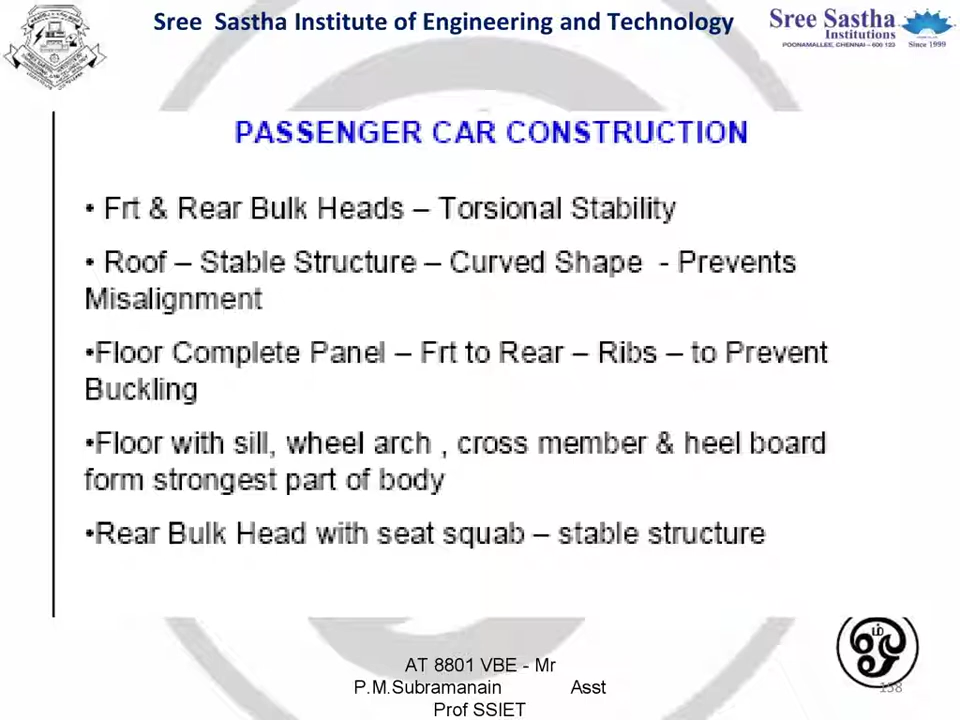 Sree Sastha Institute of Engineering and Technology
Sree Sastha
Institutions
POONAMALLEE, CHENNAI – 600 123
Since 1999
PASSENGER CAR CONSTRUCTION
• Frt & Rear Bulk Heads – Torsional Stability
• Roof – Stable Structure – Curved Shape - Prevents
Misalignment
•Floor Complete Panel – Frt to Rear – Ribs – to Prevent
Buckling
•Floor with sill, wheel arch , cross member & heel board
form strongest part of body
•Rear Bulk Head with seat squab – stable structure
AT 8801 VBE - Mr
P.M.Subramanain Asst
Prof SSIET
158